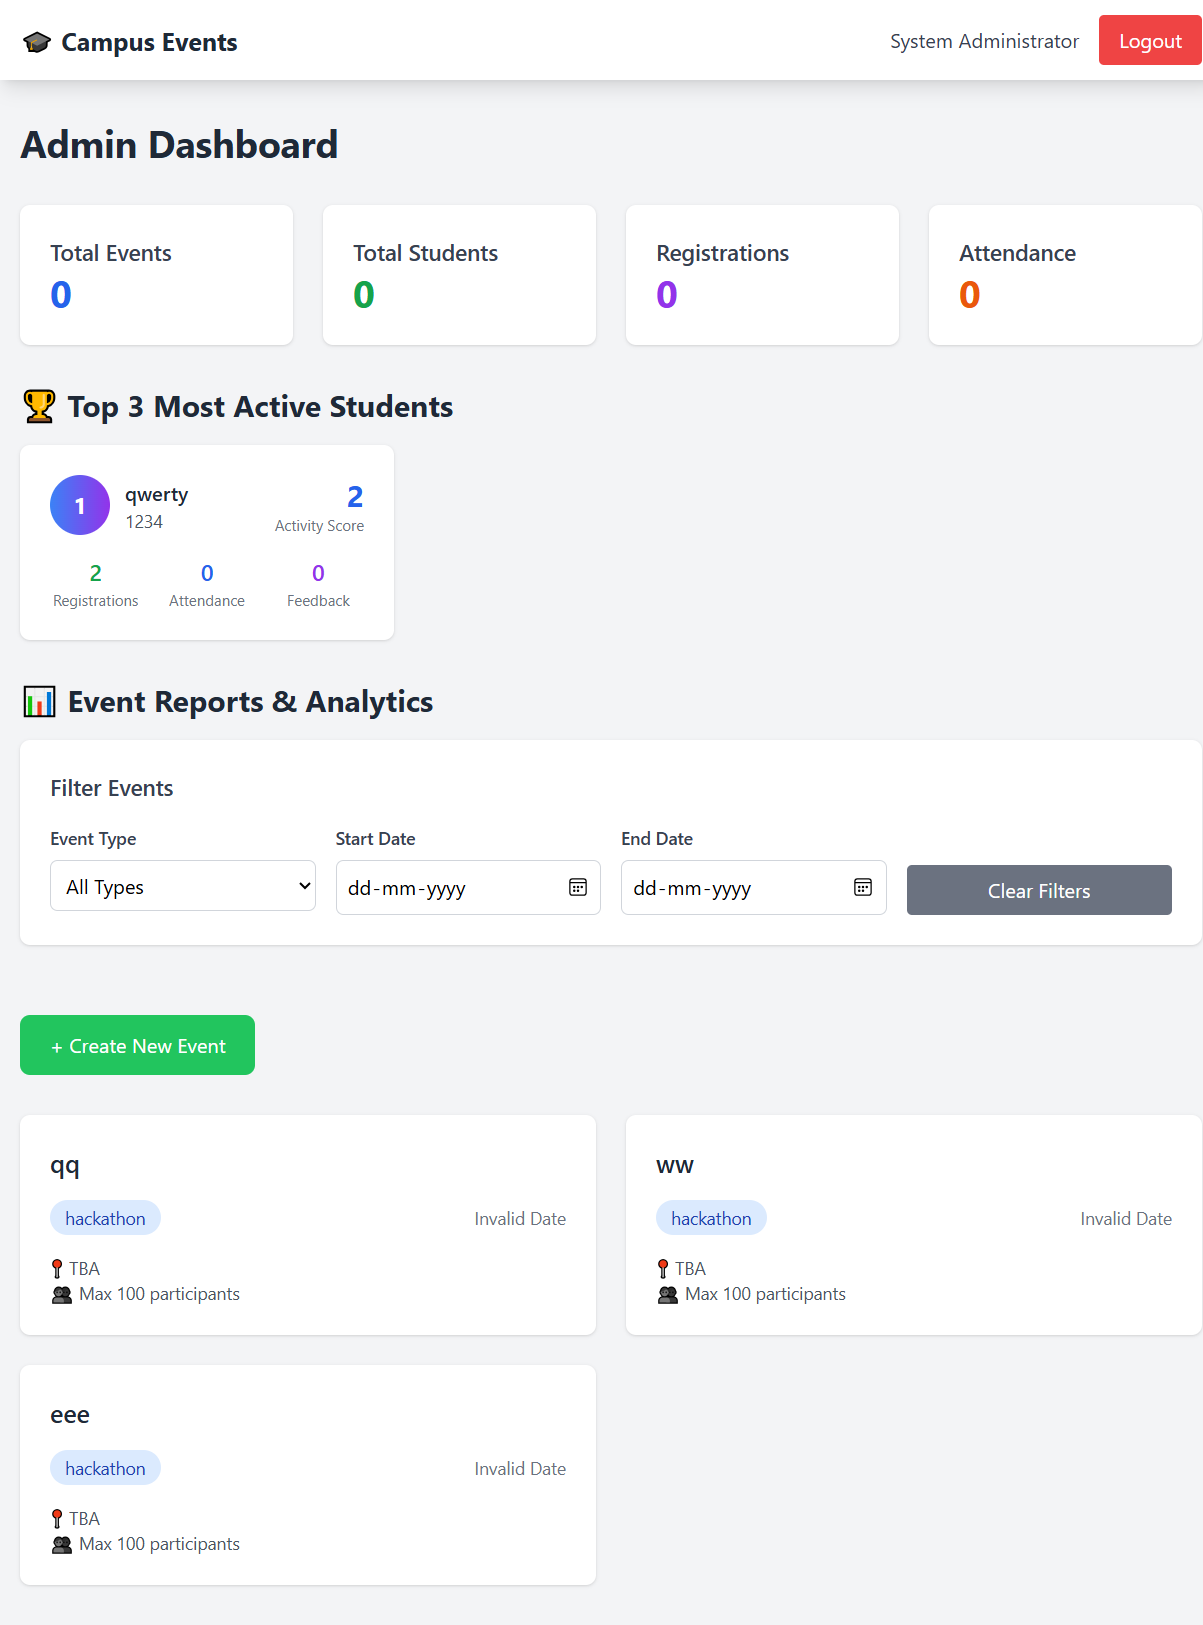 Campus Events
System Administrator
Logout
Admin Dashboard
Total Events
0
Total Students
0
Registrations
0
Attendance
0
Top 3 Most Active Students
1
qwerty
1234
2
Activity Score
2
Registrations
0
Attendance
0
Feedback
Event Reports & Analytics
Filter Events
Event Type
All Types
Start Date
dd-mm-yyyy
End Date
dd-mm-yyyy
Clear Filters
+ Create New Event
qq
hackathon
Invalid Date
TBA
Max 100 participants
ww
hackathon
Invalid Date
TBA
Max 100 participants
eee
hackathon
Invalid Date
TBA
Max 100 participants